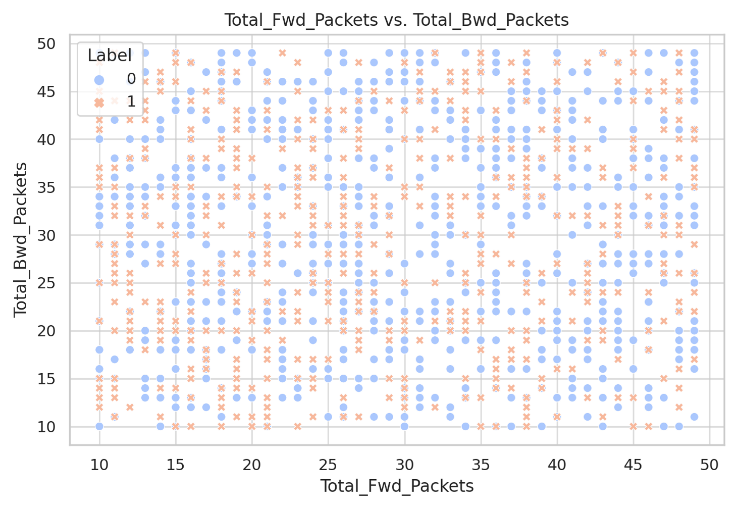 Total_Fwd_Packets vs. Total_Bwd_Packets
Label
0
1
Total_Bwd_Packets
50
45
40
35
30
25
20
15
10
10 15 20 25 30 35 40 45 50
Total_Fwd_Packets